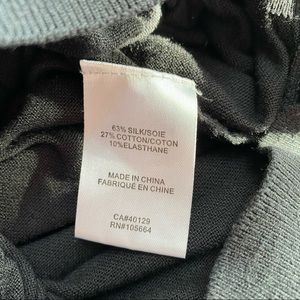 63% SILK/SOIE
27% COTTON/COTON
10%ELASTHANE
MADE IN CHINA
FABRIQUÉ EN CHINE
CA#40129
RN#105664